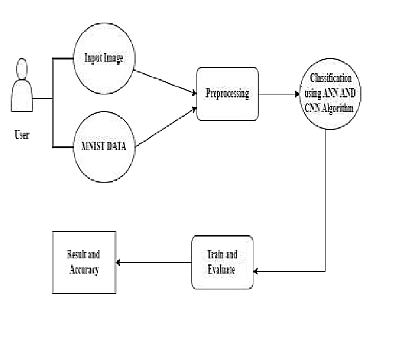 Input Image
User
MNIST DATA
Preprocessing
Classification
using ANN AND
CNN Algorithm
Result and
Accuracy
Train and
Evaluate